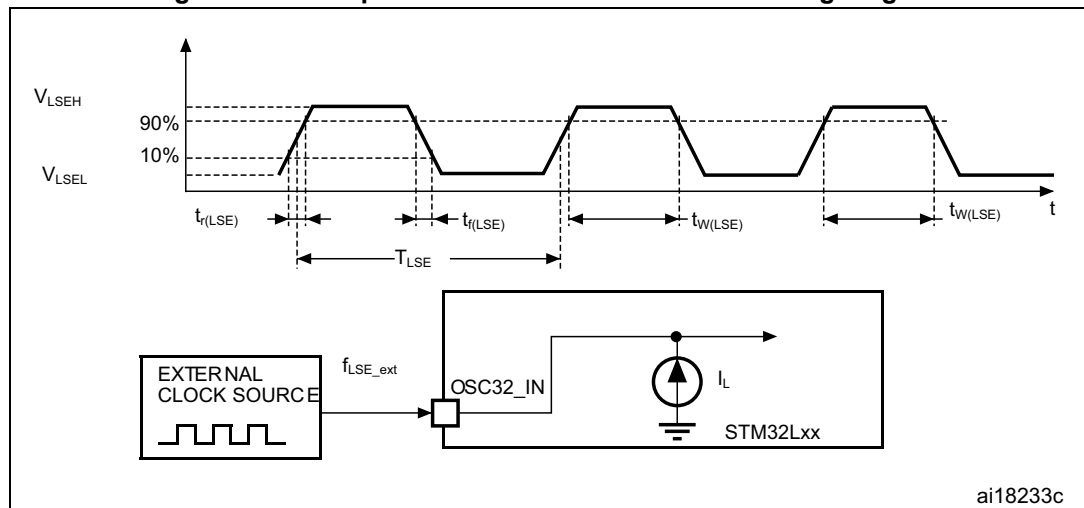 V_LSEH
90%
10%
V_LSEL
t_r(LSE)
t_f(LSE)
t_W(LSE)
t_W(LSE)
t
T_LSE
EXTERNAL
CLOCK SOURCE
f_LSE_ext
OSC32_IN
I_L
STM32Lxx
ai18233c